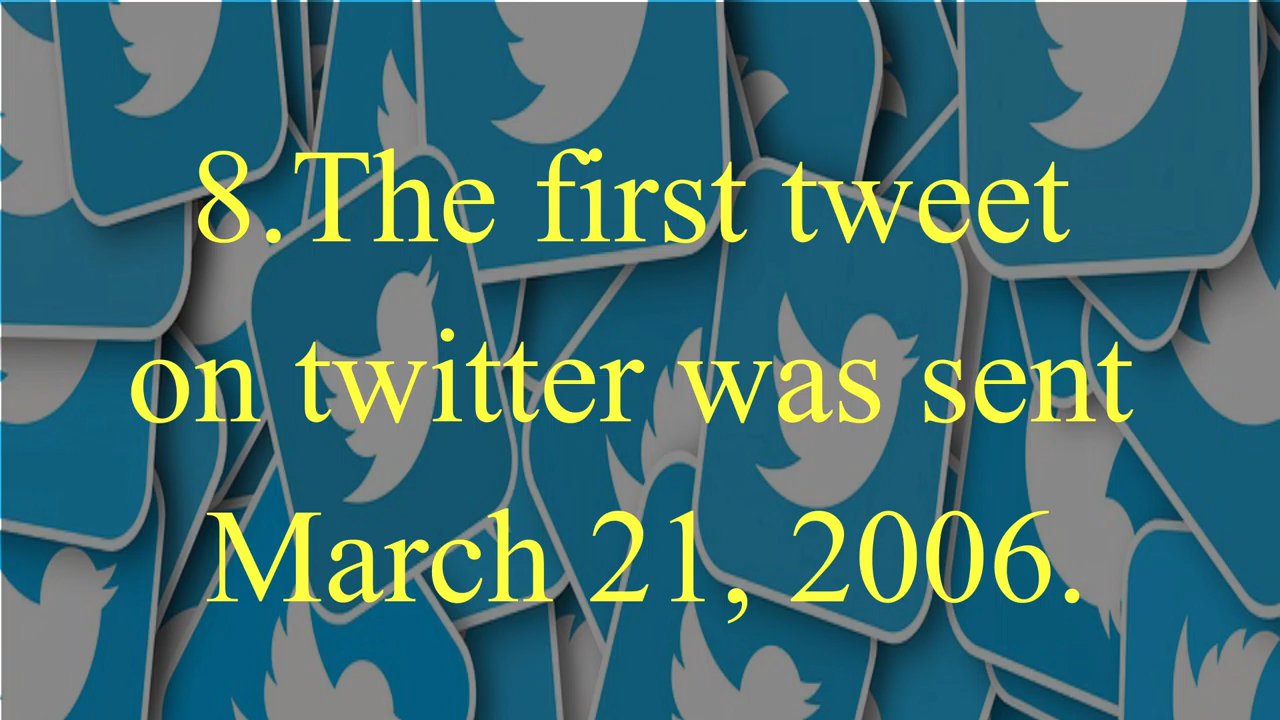 8.The first tweet
on twitter was sent
March 21, 2006.